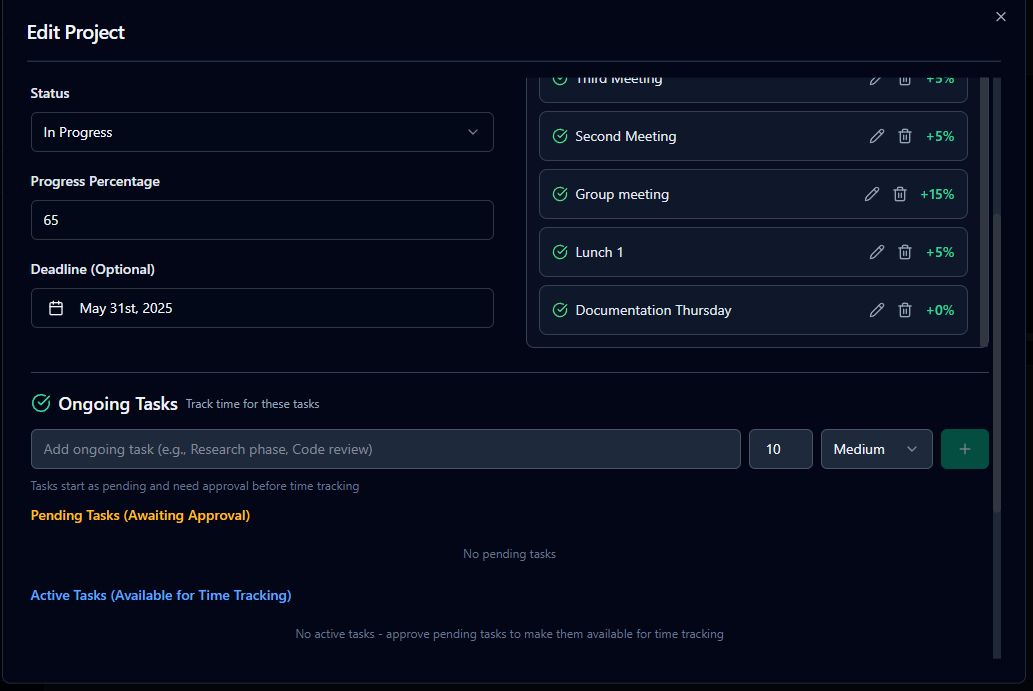 Edit Project
Status
In Progress
Progress Percentage
65
Deadline (Optional)
May 31st, 2025
Third Meeting +5%
Second Meeting +5%
Group meeting +15%
Lunch 1 +5%
Documentation Thursday +0%
Ongoing Tasks Track time for these tasks
Add ongoing task (e.g., Research phase, Code review) 10 Medium +
Tasks start as pending and need approval before time tracking
Pending Tasks (Awaiting Approval)
No pending tasks
Active Tasks (Available for Time Tracking)
No active tasks - approve pending tasks to make them available for time tracking